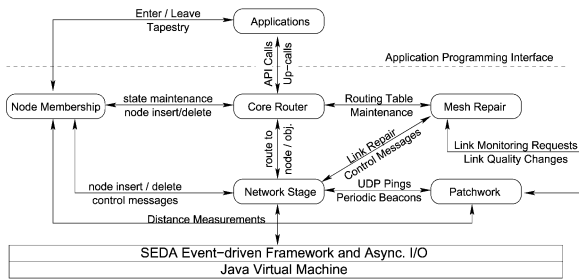 Enter / Leave
Tapestry
Applications
API Calls
Up-calls
Application Programming Interface
Node Membership
state maintenance
node insert/delete
Core Router
Routing Table
Maintenance
Mesh Repair
route to
node / obj.
Link Repair
Control Messages
Link Monitoring Requests
Link Quality Changes
node insert / delete
control messages
Network Stage
UDP Pings
Periodic Beacons
Patchwork
Distance Measurements
SEDA Event-driven Framework and Async. I/O
Java Virtual Machine